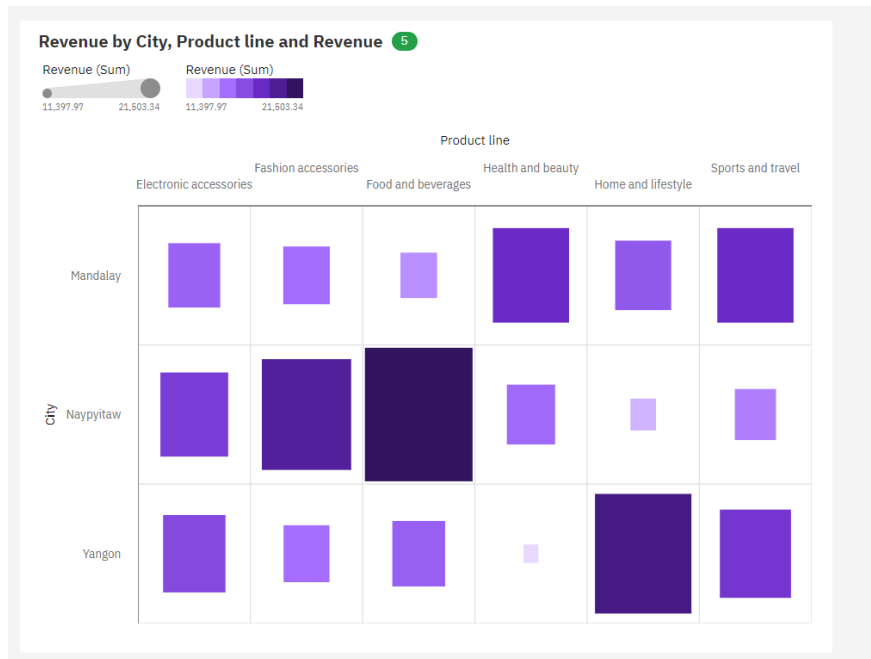 Revenue by City, Product line and Revenue 5
Revenue (Sum) Revenue (Sum)
11,397.97 21,503.34 11,397.97 21,503.34
Product line
Fashion accessories Health and beauty Sports and travel
Electronic accessories Food and beverages Home and lifestyle
Mandalay
City
Naypyitaw
Yangon